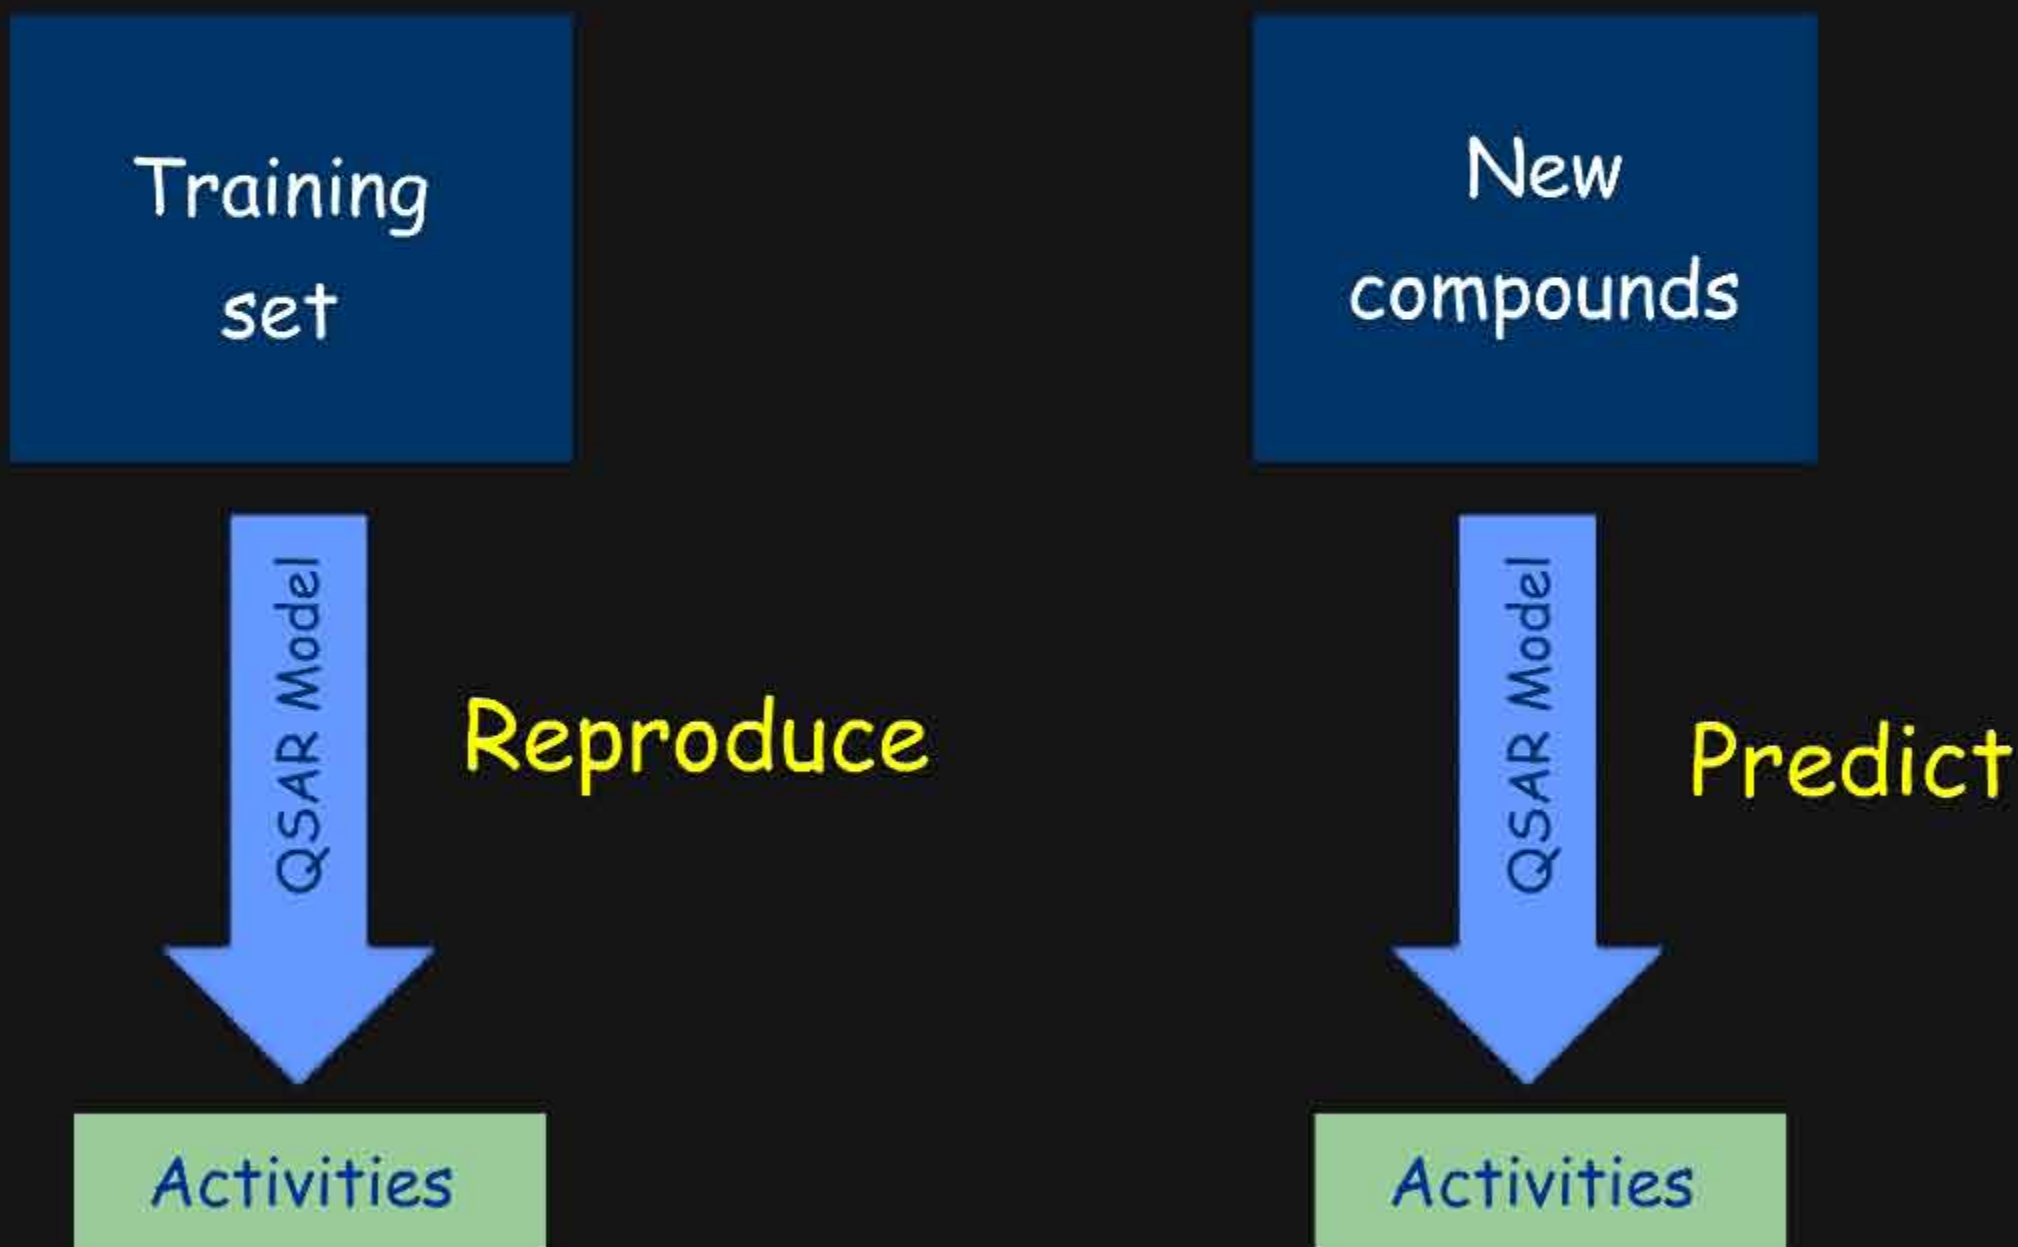 Training
set
QSAR Model
Reproduce
Activities
New
compounds
QSAR Model
Predict
Activities